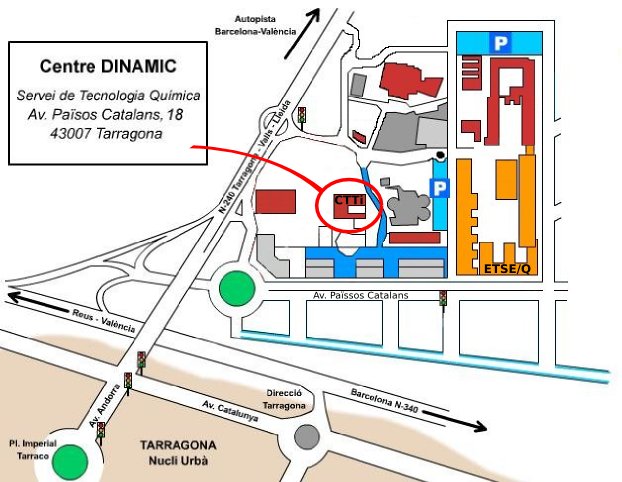 Autopista
Barcelona-València
Centre DINAMIC
Servei de Tecnologia Química
Av. Països Catalans, 18
43007 Tarragona
P
N-240 Tarragona - Valls - Lleida
CTTi
P
ETSE/Q
Av. Païssos Catalans
Reus - València
Direcció
Tarragona
Barcelona N-340
Av. Andorra
Av. Catalunya
Pl. Imperial
Tarraco
TARRAGONA
Nucli Urbà